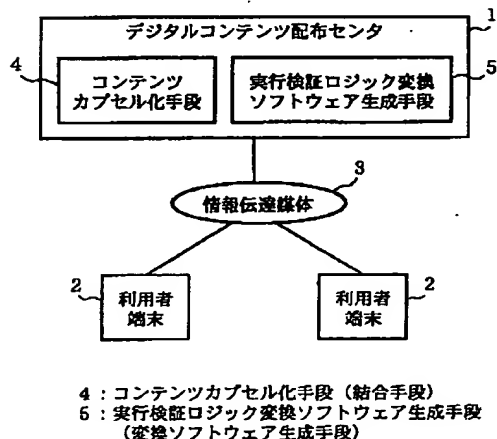 デジタルコンテンツ配布センタ
1
4
コンテンツ
カプセル化手段
実行検証ロジック変換
ソフトウェア生成手段
5
3
情報伝達媒体
2
利用者
端末
利用者
端末
2
4：コンテンツカプセル化手段（結合手段）
5：実行検証ロジック変換ソフトウェア生成手段
（変換ソフトウェア生成手段）